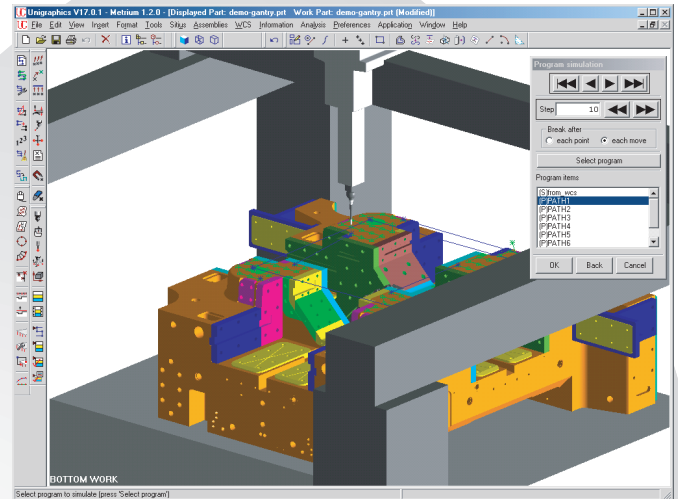 Unigraphics V17.0.1 - Metrium 1.2.0 - [Displayed Part: demo-gantry.prt Work Part: demo-gantry.prt (Modified)]
File Edit View Insert Format Tools Situs Assemblies WCS Information Analysis Preferences Application Window Help
Program simulation
Step 10
Break after
each point each move
Select program
Program items
(S)from_wcs
(P)PATH1
(P)PATH2
(P)PATH3
(P)PATH4
(P)PATH5
(P)PATH6
OK Back Cancel
BOTTOM WORK
Select program to simulate (press 'Select program')